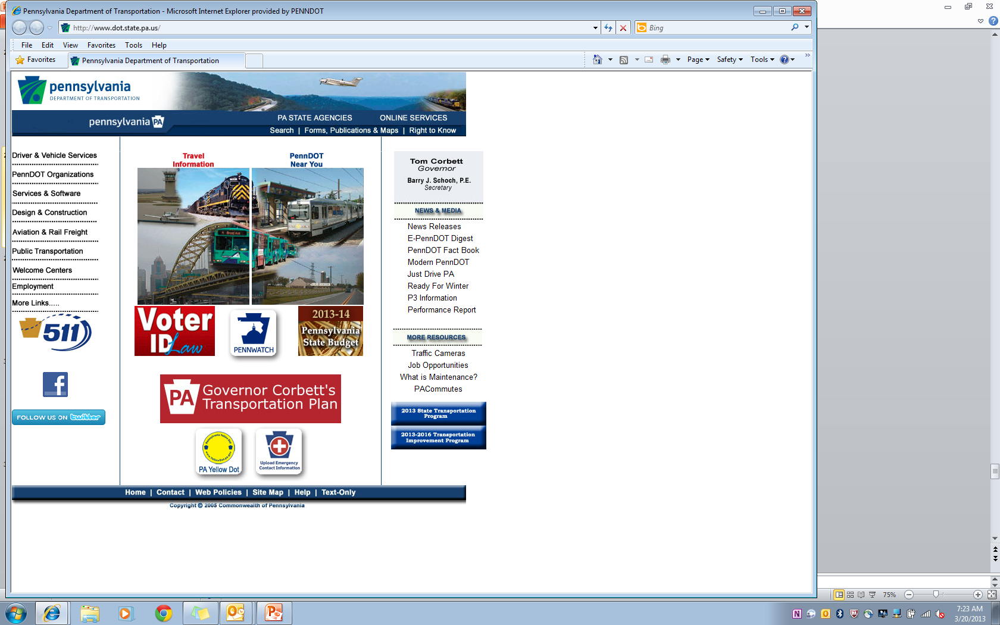 Pennsylvania Department of Transportation - Microsoft Internet Explorer provided by PENNDOT
http://www.dot.state.pa.us/
Bing
File Edit View Favorites Tools Help
Favorites
Pennsylvania Department of Transportation
Page Safety Tools
pennsylvania
DEPARTMENT OF TRANSPORTATION
pennsylvania PA
PA STATE AGENCIES ONLINE SERVICES
Search | Forms, Publications & Maps | Right to Know
Driver & Vehicle Services
PennDOT Organizations
Services & Software
Design & Construction
Aviation & Rail Freight
Public Transportation
Welcome Centers
Employment
More Links.....
511
f
FOLLOW US ON twitter
Travel
Information
PennDOT
Near You
Voter
ID Law
PENNWATCH
2013-14
Pennsylvania
State Budget
PA
Governor Corbett's
Transportation Plan
Pennsylvania Yellow Dot
www.YellowDot.pa.gov
PA Yellow Dot
Upload Emergency
Contact Information
Tom Corbett
Governor
Barry J. Schoch, P.E.
Secretary
NEWS & MEDIA
News Releases
E-PennDOT Digest
PennDOT Fact Book
Modern PennDOT
Just Drive PA
Ready For Winter
P3 Information
Performance Report
MORE RESOURCES
Traffic Cameras
Job Opportunities
What is Maintenance?
PACommutes
2013 State Transportation
Program
2013-2016 Transportation
Improvement Program
Home | Contact | Web Policies | Site Map | Help | Text-Only
Copyright © 2005 Commonwealth of Pennsylvania
75%
7:23 AM
3/20/2013